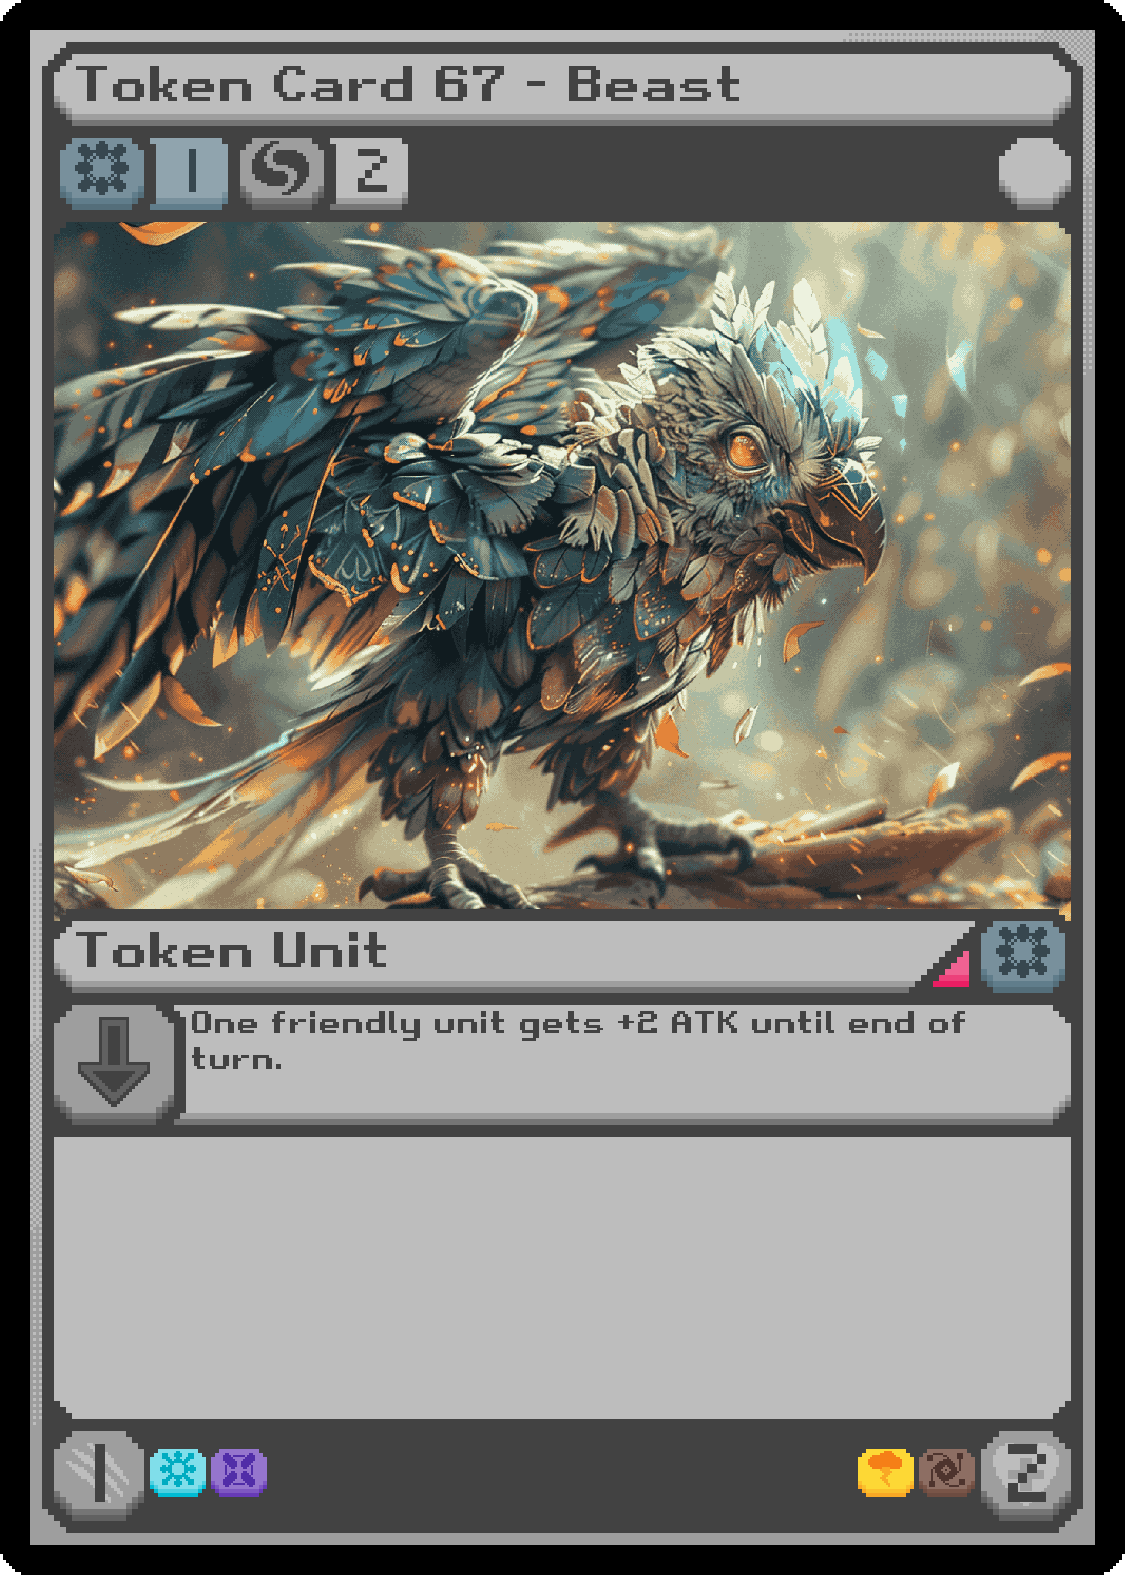 Token Card 67 - Beast
1 2
Token Unit
One friendly unit gets +2 ATK until end of
turn.
1 2